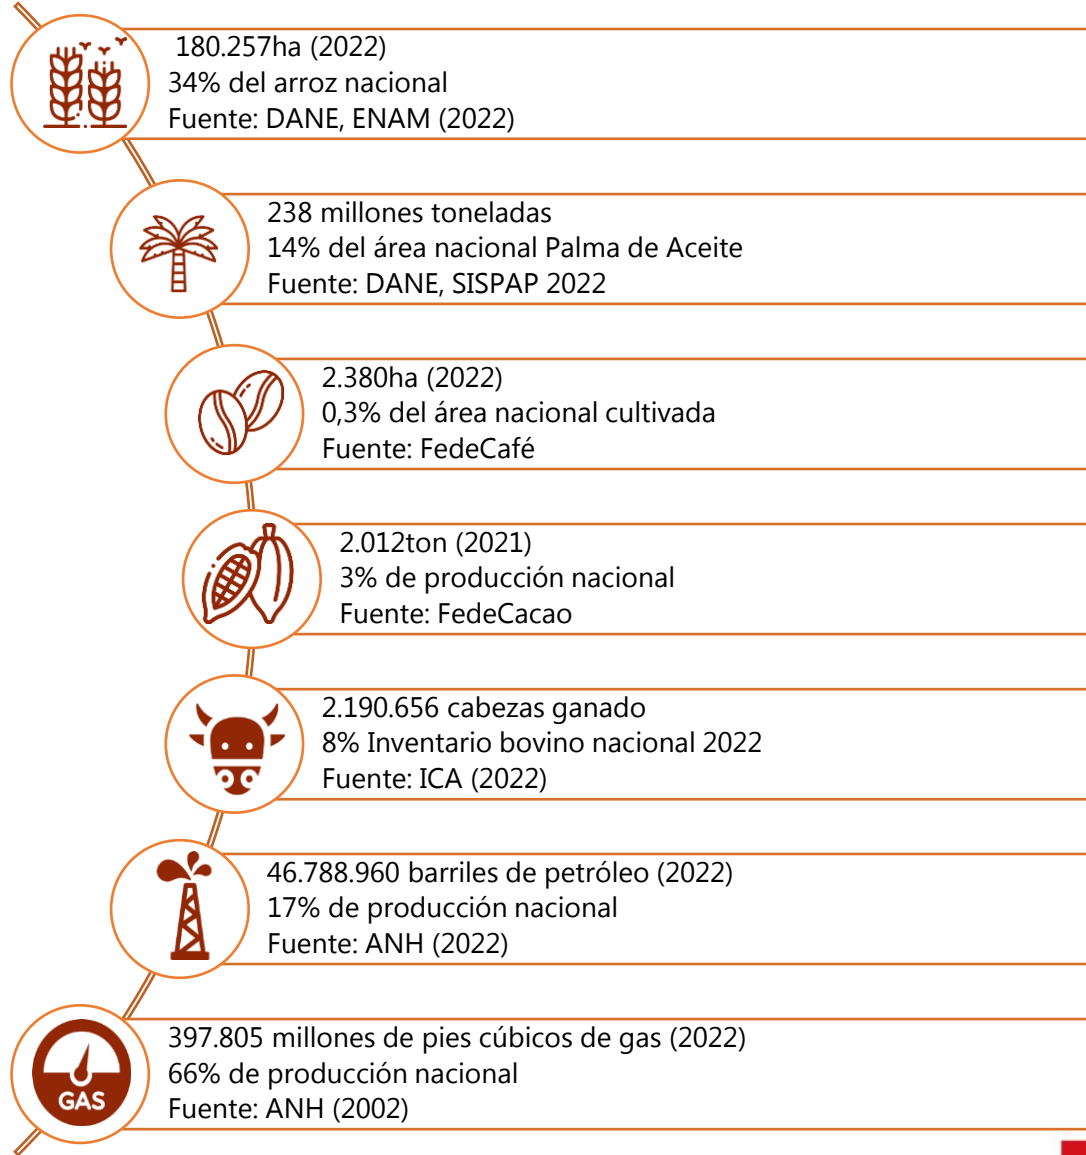 180.257ha (2022)
34% del arroz nacional
Fuente: DANE, ENAM (2022)
238 millones toneladas
14% del área nacional Palma de Aceite
Fuente: DANE, SISPAP 2022
2.380ha (2022)
0,3% del área nacional cultivada
Fuente: FedeCafé
2.012ton (2021)
3% de producción nacional
Fuente: FedeCacao
2.190.656 cabezas ganado
8% Inventario bovino nacional 2022
Fuente: ICA (2022)
46.788.960 barriles de petróleo (2022)
17% de producción nacional
Fuente: ANH (2022)
397.805 millones de pies cúbicos de gas (2022)
66% de producción nacional
Fuente: ANH (2002)
GAS